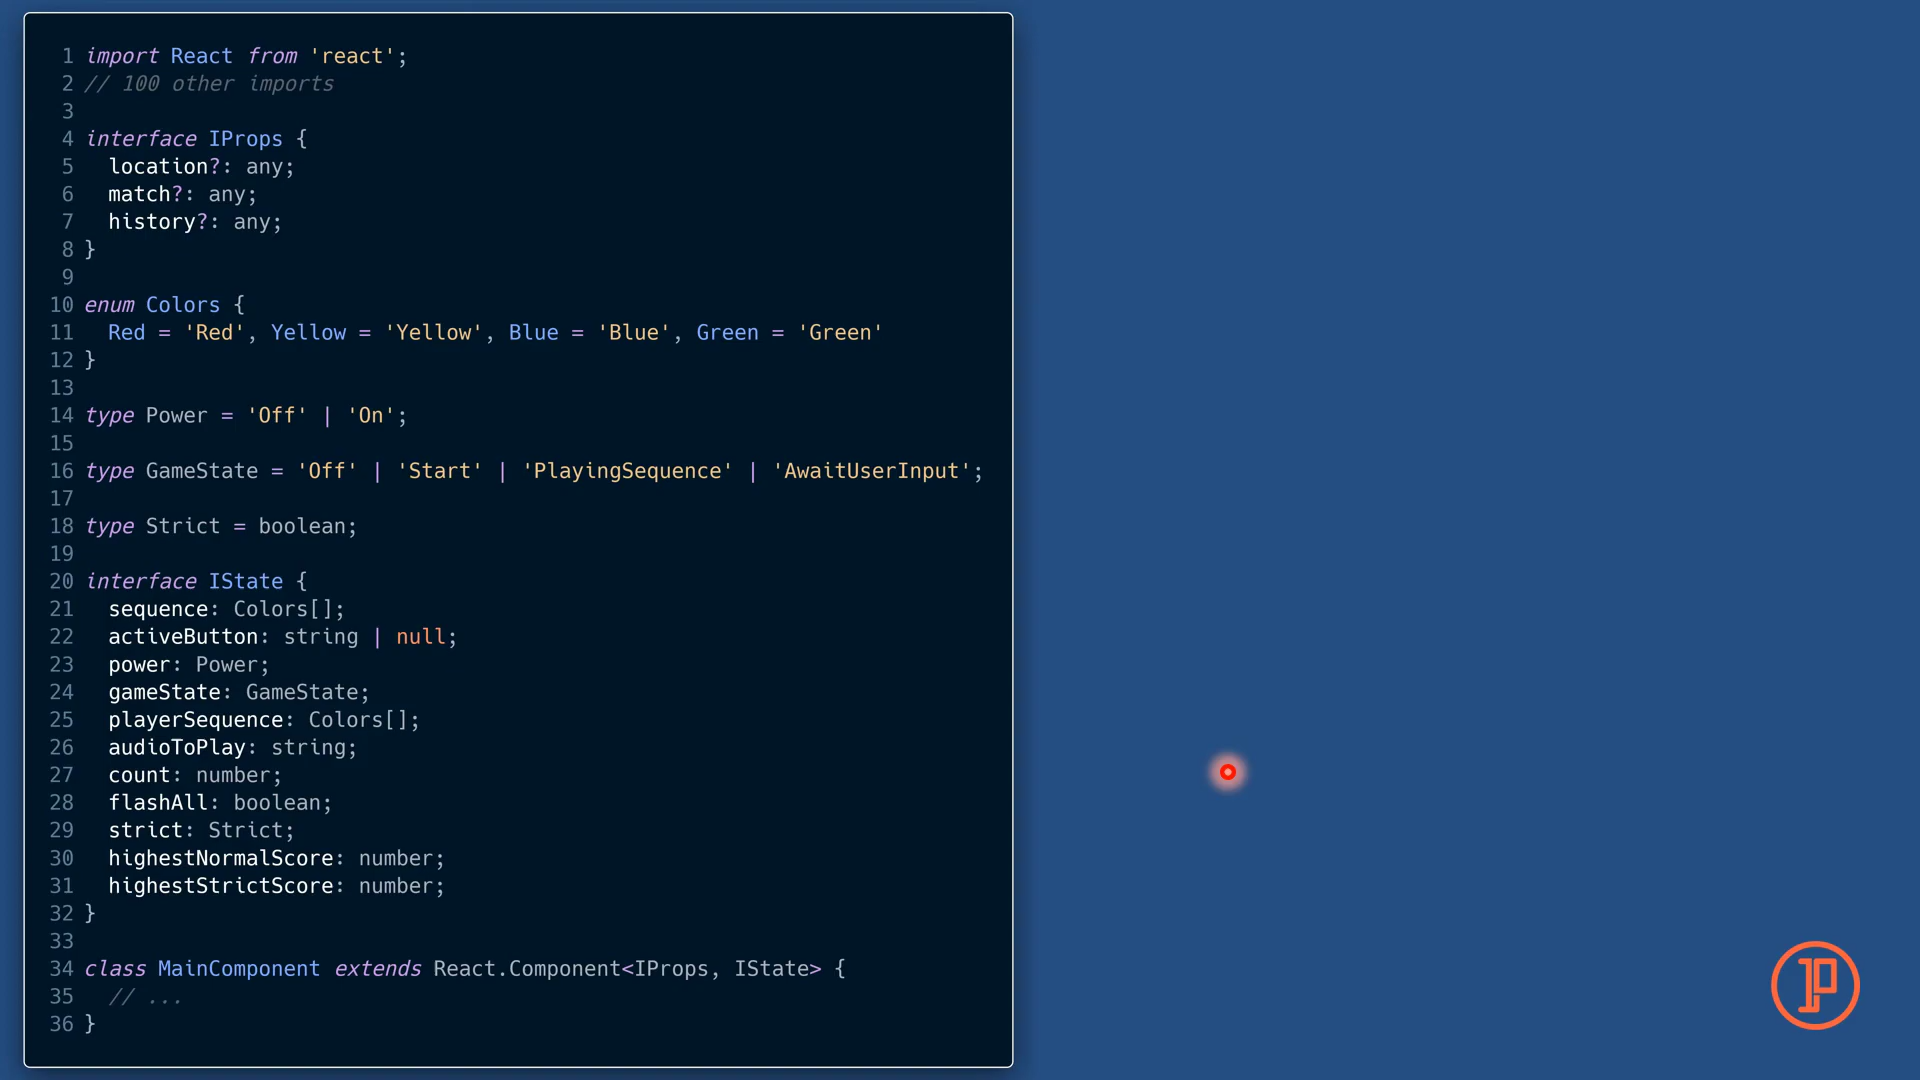 1 import React from 'react';
2 // 100 other imports
3
4 interface IProps {
5   location?: any;
6   match?: any;
7   history?: any;
8 }
9
10 enum Colors {
11   Red = 'Red', Yellow = 'Yellow', Blue = 'Blue', Green = 'Green'
12 }
13
14 type Power = 'Off' | 'On';
15
16 type GameState = 'Off' | 'Start' | 'PlayingSequence' | 'AwaitUserInput';
17
18 type Strict = boolean;
19
20 interface IState {
21   sequence: Colors[];
22   activeButton: string | null;
23   power: Power;
24   gameState: GameState;
25   playerSequence: Colors[];
26   audioToPlay: string;
27   count: number;
28   flashAll: boolean;
29   strict: Strict;
30   highestNormalScore: number;
31   highestStrictScore: number;
32 }
33
34 class MainComponent extends React.Component<IProps, IState> {
35   // ...
36 }